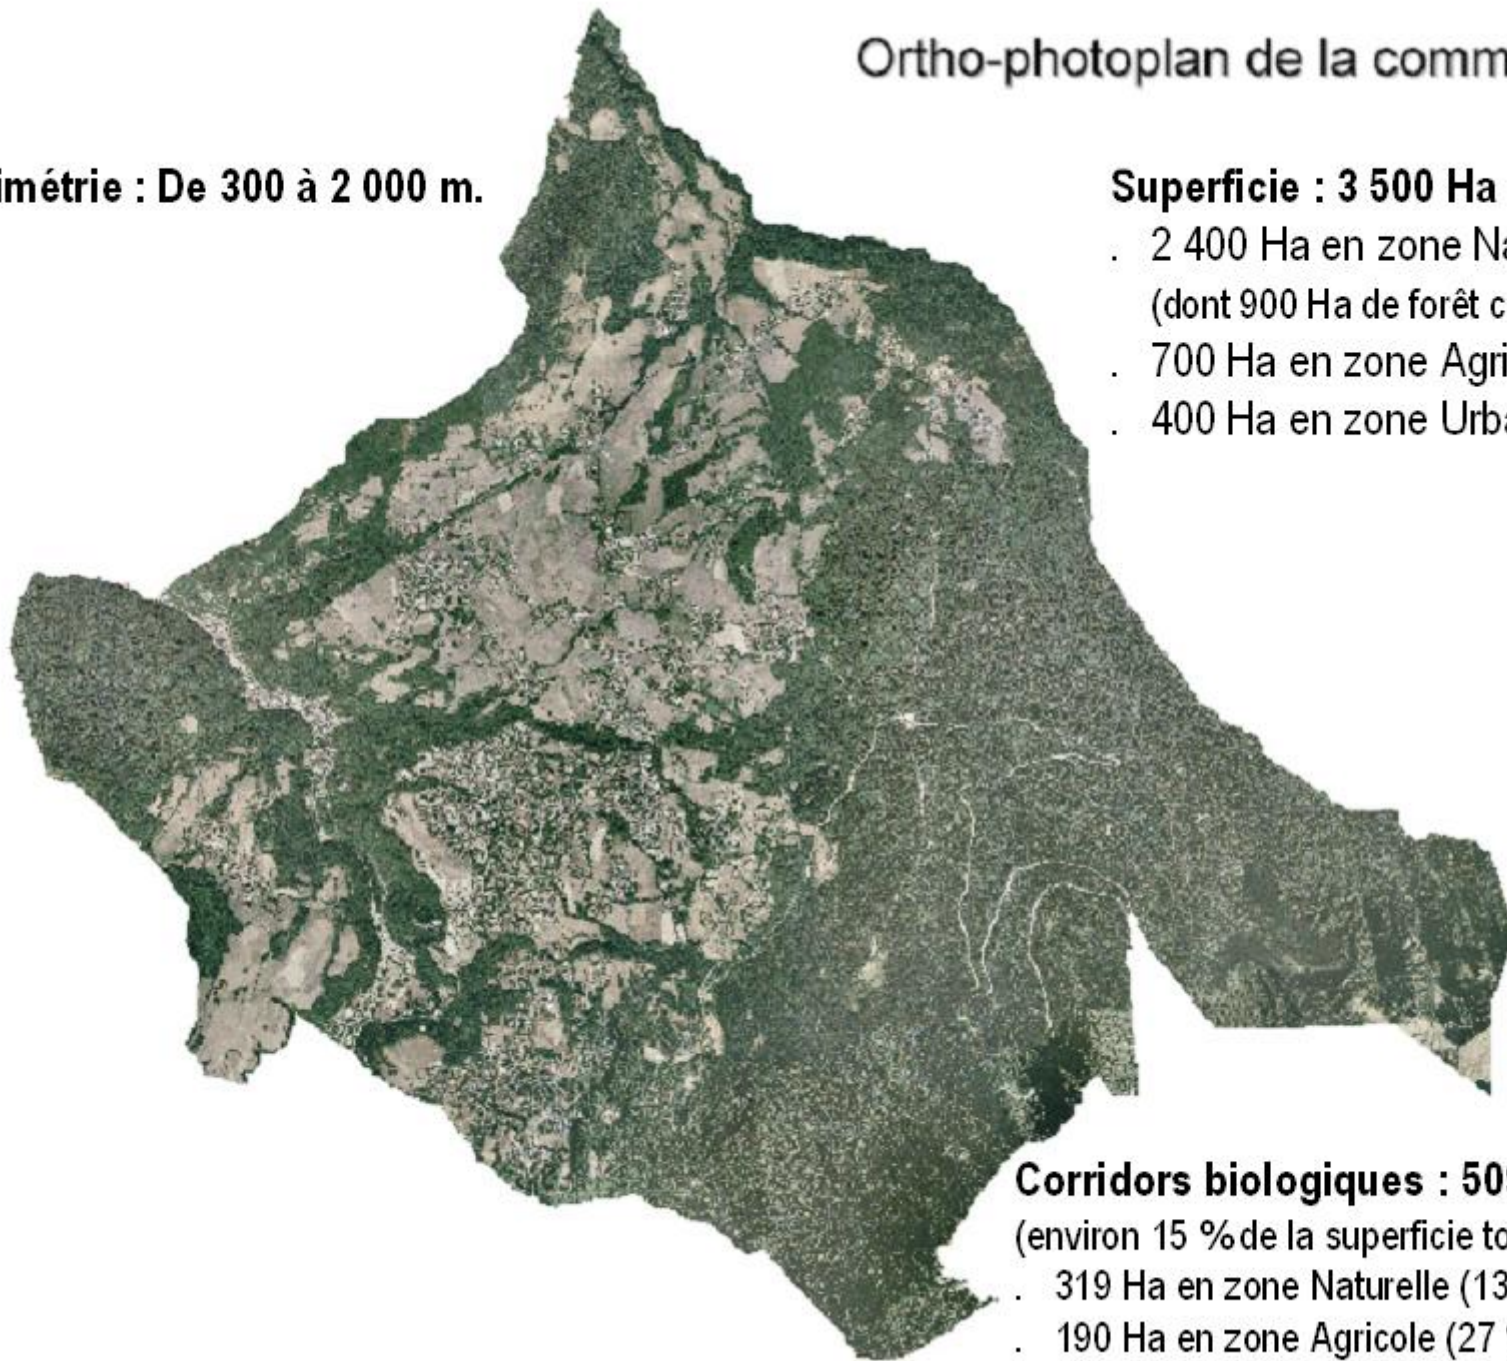 Ortho-photoplan de la comm
imétrie : De 300 à 2 000 m.
Superficie : 3 500 Ha
. 2 400 Ha en zone Na
(dont 900 Ha de forêt c
. 700 Ha en zone Agri
. 400 Ha en zone Urba
Corridors biologiques : 509
(environ 15 % de la superficie to
. 319 Ha en zone Naturelle (13
. 190 Ha en zone Agricole (27